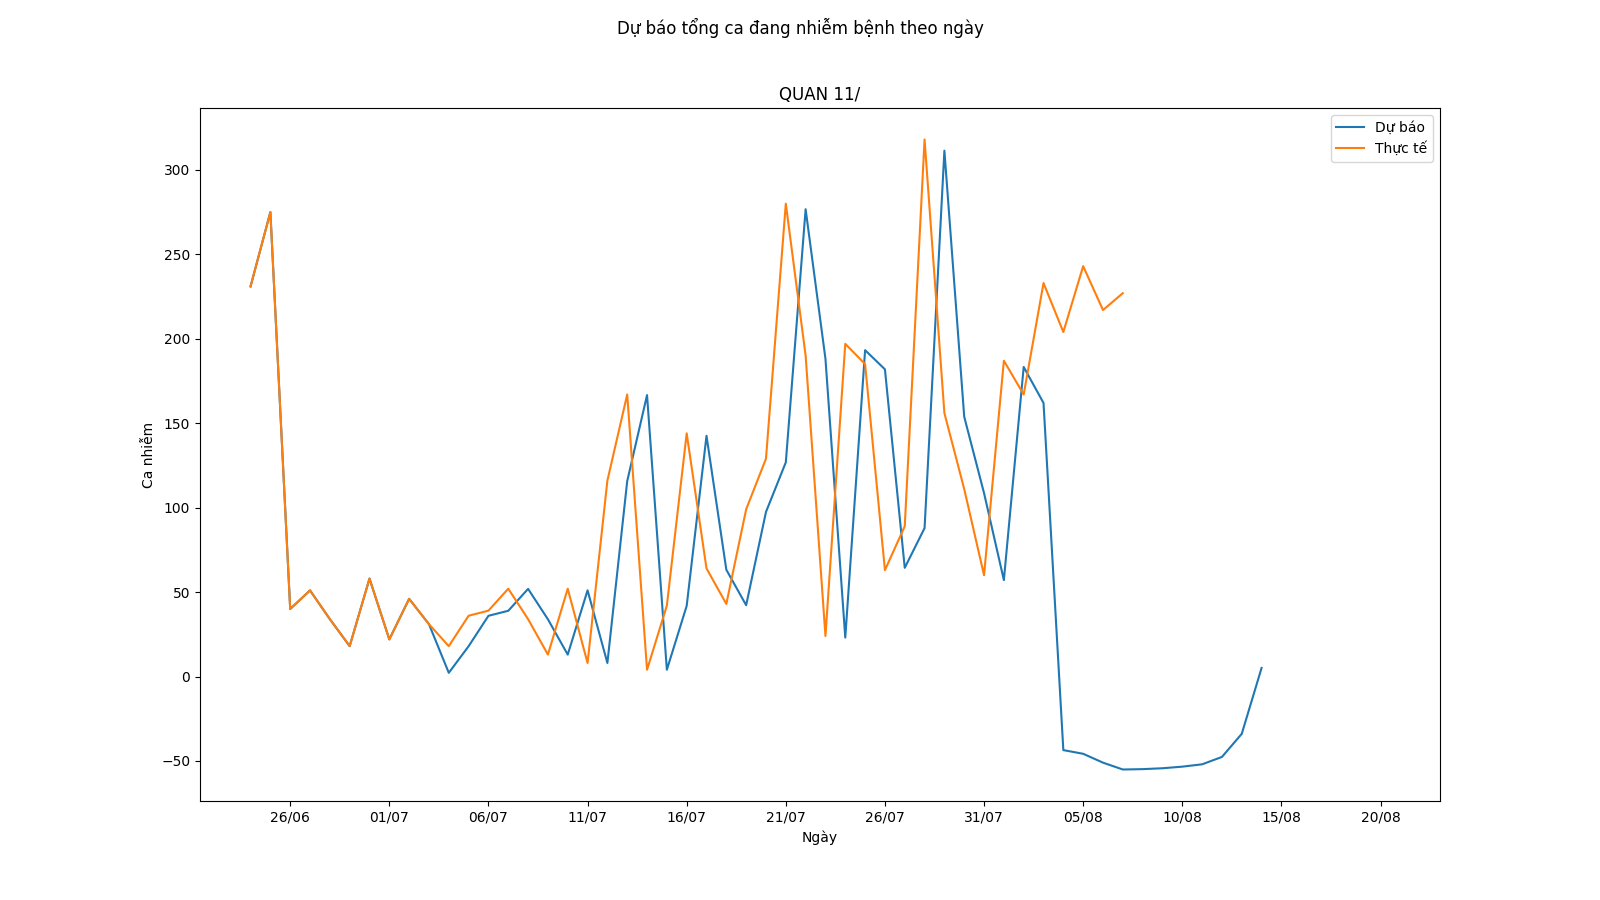 Dự báo tổng ca đang nhiễm bệnh theo ngày
QUAN 11/
Dự báo
Thực tế
300
250
200
150
100
50
0
−50
Ca nhiễm
26/06 01/07 06/07 11/07 16/07 21/07 26/07 31/07 05/08 10/08 15/08 20/08
Ngày